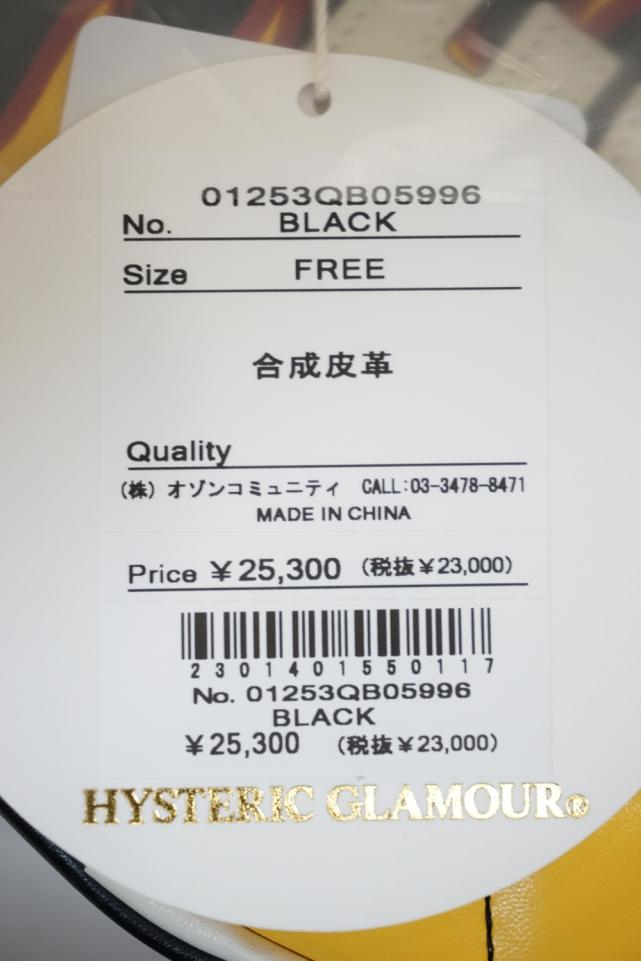 01253QB05996
No. BLACK
Size FREE
合成皮革
Quality
(株) オゾンコミュニティ CALL:03-3478-8471
MADE IN CHINA
Price ¥25,300 (税抜¥23,000)
2301401550117
No. 01253QB05996
BLACK
¥25,300 (税抜¥23,000)
HYSTERIC GLAMOUR®